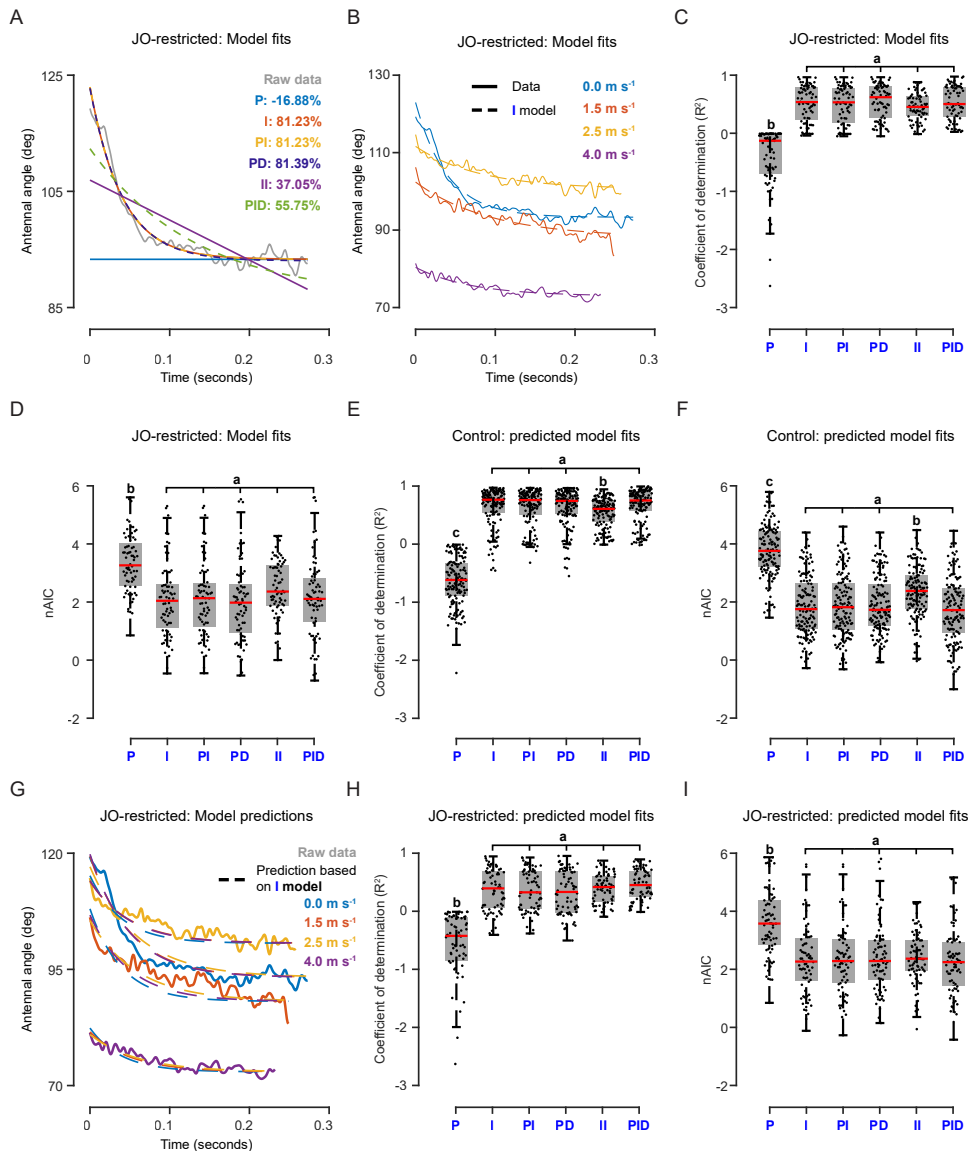 A
JO-restricted: Model fits
125
105
85
Antennal angle (deg)
Raw data
P: -16.88%
I: 81.23%
PI: 81.23%
PD: 81.39%
II: 37.05%
PID: 55.75%
0 0.1 0.2 0.3
Time (seconds)
B
JO-restricted: Model fits
130
110
90
70
Antennal angle (deg)
Data
I model
0.0 m s⁻¹
1.5 m s⁻¹
2.5 m s⁻¹
4.0 m s⁻¹
0 0.1 0.2 0.3
Time (seconds)
C
JO-restricted: Model fits
a
b
1
0
-1
-2
-3
Coefficient of determination (R²)
P I PI PD II PID
D
JO-restricted: Model fits
b
a
6
4
2
0
-2
nAIC
P I PI PD II PID
E
Control: predicted model fits
a
b
c
1
0
-1
-2
-3
Coefficient of determination (R²)
P I PI PD II PID
F
Control: predicted model fits
c
a
b
6
4
2
0
-2
nAIC
P I PI PD II PID
G
JO-restricted: Model predictions
120
95
70
Antennal angle (deg)
Raw data
Prediction based
on I model
0.0 m s⁻¹
1.5 m s⁻¹
2.5 m s⁻¹
4.0 m s⁻¹
0 0.1 0.2 0.3
Time (seconds)
H
JO-restricted: predicted model fits
a
b
1
0
-1
-2
-3
Coefficient of determination (R²)
P I PI PD II PID
I
JO-restricted: predicted model fits
b
a
6
4
2
0
-2
nAIC
P I PI PD II PID